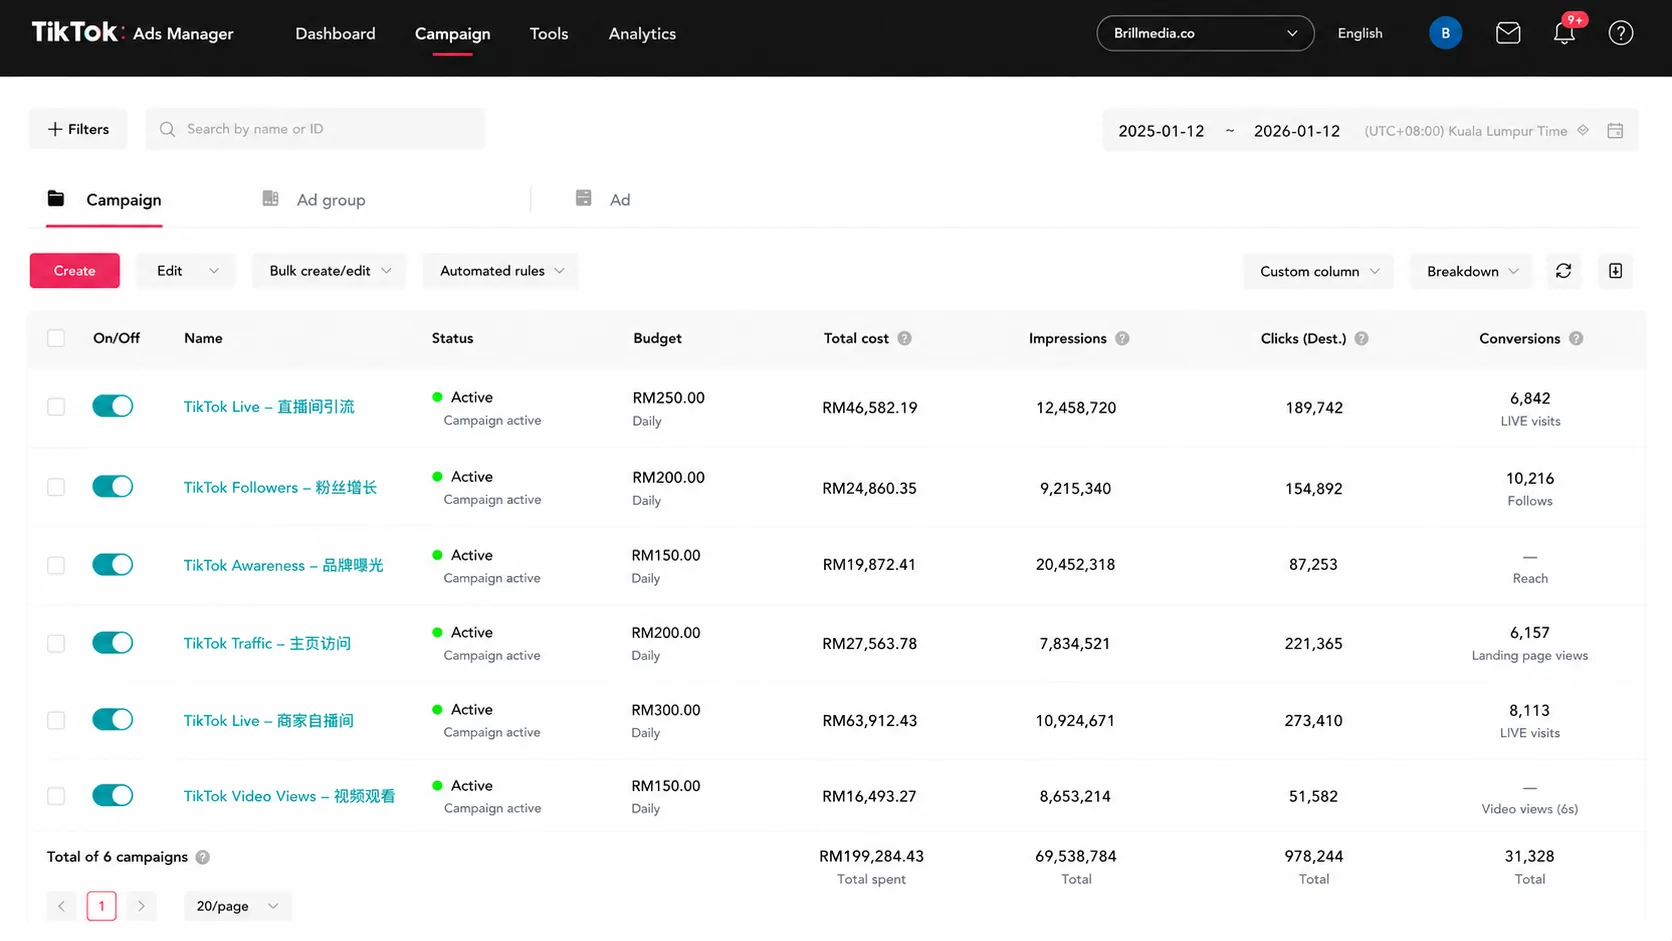 TikTok: Ads Manager Dashboard Campaign Tools Analytics Brillmedia.co English B 9+ ?
+ Filters Search by name or ID 2025-01-12 ~ 2026-01-12 (UTC+08:00) Kuala Lumpur Time
Campaign Ad group Ad
Create Edit Bulk create/edit Automated rules Custom column Breakdown
On/Off Name Status Budget Total cost ? Impressions ? Clicks (Dest.) ? Conversions ?
TikTok Live – 直播间引流 Active RM250.00 RM46,582.19 12,458,720 189,742 6,842
Campaign active Daily LIVE visits
TikTok Followers – 粉丝增长 Active RM200.00 RM24,860.35 9,215,340 154,892 10,216
Campaign active Daily Follows
TikTok Awareness – 品牌曝光 Active RM150.00 RM19,872.41 20,452,318 87,253 —
Campaign active Daily Reach
TikTok Traffic – 主页访问 Active RM200.00 RM27,563.78 7,834,521 221,365 6,157
Campaign active Daily Landing page views
TikTok Live – 商家自播间 Active RM300.00 RM63,912.43 10,924,671 273,410 8,113
Campaign active Daily LIVE visits
TikTok Video Views – 视频观看 Active RM150.00 RM16,493.27 8,653,214 51,582 —
Campaign active Daily Video views (6s)
Total of 6 campaigns ? RM199,284.43 69,538,784 978,244 31,328
Total spent Total Total Total
< 1 > 20/page